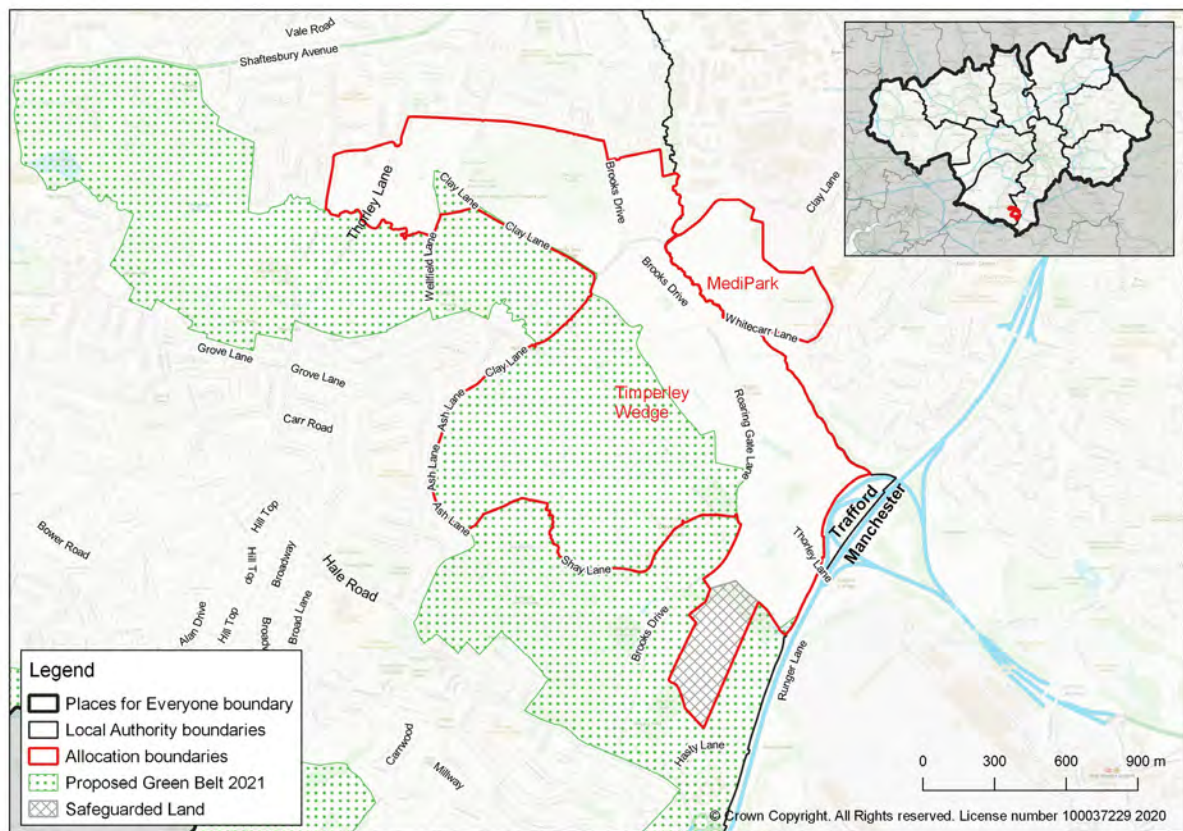 Vale Road
Shaftesbury Avenue
Thorley Lane
Clay Lane
Clay Lane
Wellfield Lane
Brooks Drive
Clay Lane
MediPark
Brooks Drive
Whitecarr Lane
Grove Lane
Grove Lane
Clay Lane
Timperley
Wedge
Carr Road
Ash Lane
Ash Lane
Ash Lane
Roaring Gate Lane
Trafford
Manchester
Bower Road
Hill Top
Hill Top
Broadway
Hale Road
Shay Lane
Thorley Lane
Alan Drive
Hill Top
Broad Lane
Brooks Drive
Runger Lane
Hasty Lane
Carrwood
Millway
Legend
Places for Everyone boundary
Local Authority boundaries
Allocation boundaries
Proposed Green Belt 2021
Safeguarded Land
0 300 600 900 m
© Crown Copyright. All Rights reserved. License number 100037229 2020